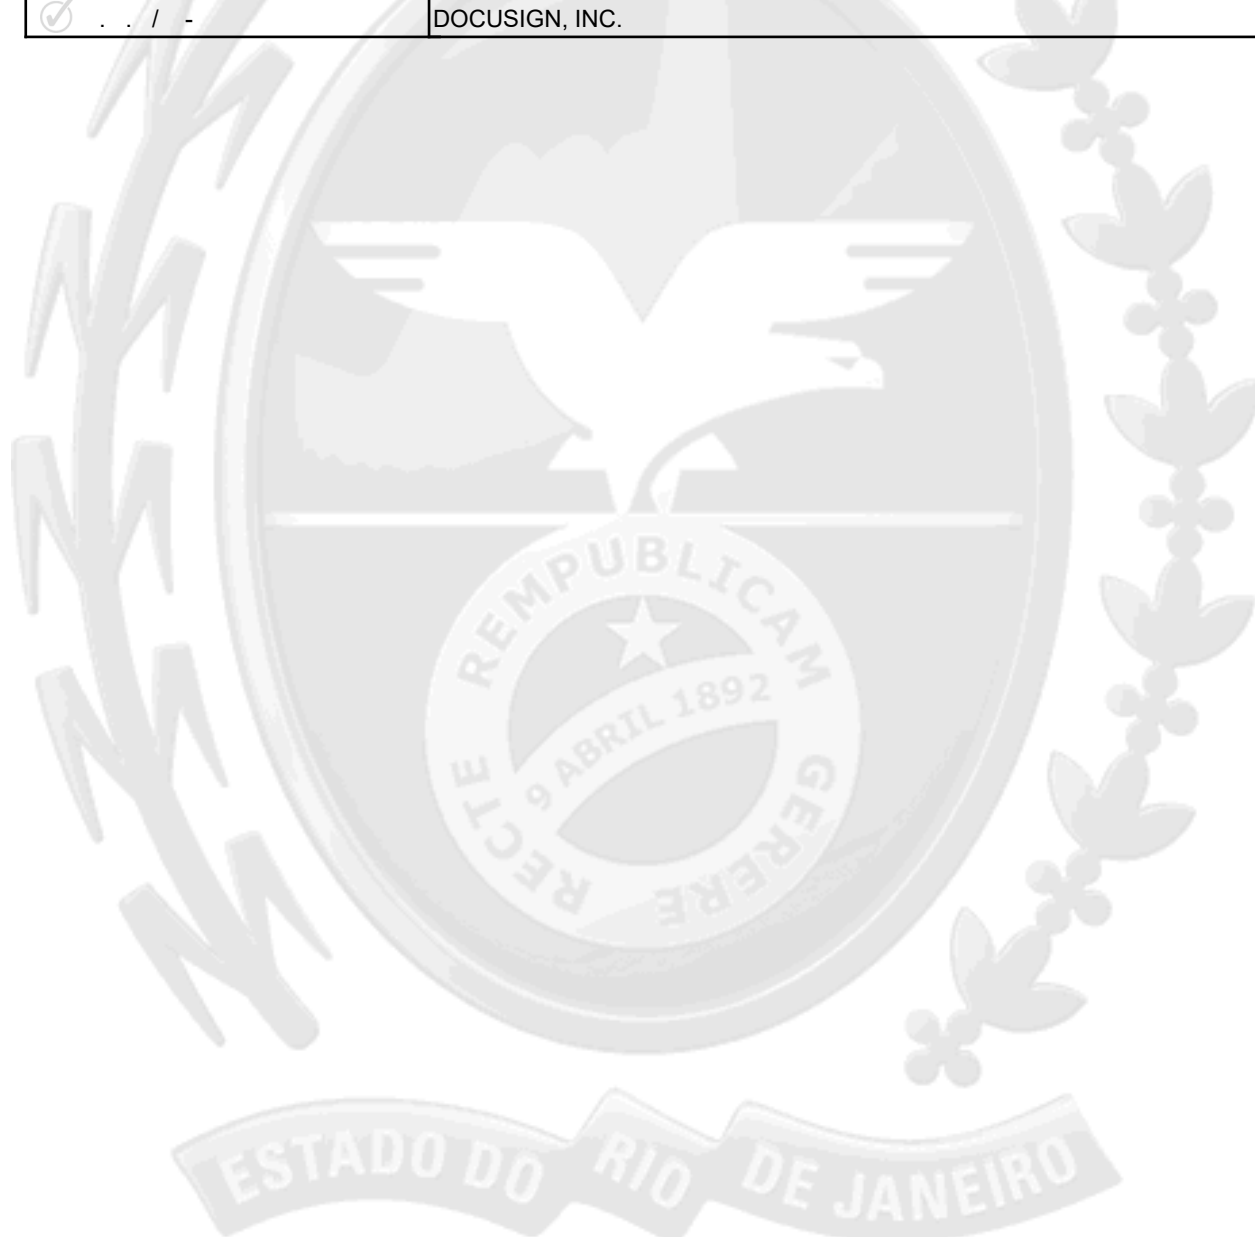 . . / - DOCUSIGN, INC.
REMPUBLICAM
9 ABRIL 1892
RECTE GERERE
ESTADO DO RIO DE JANEIRO